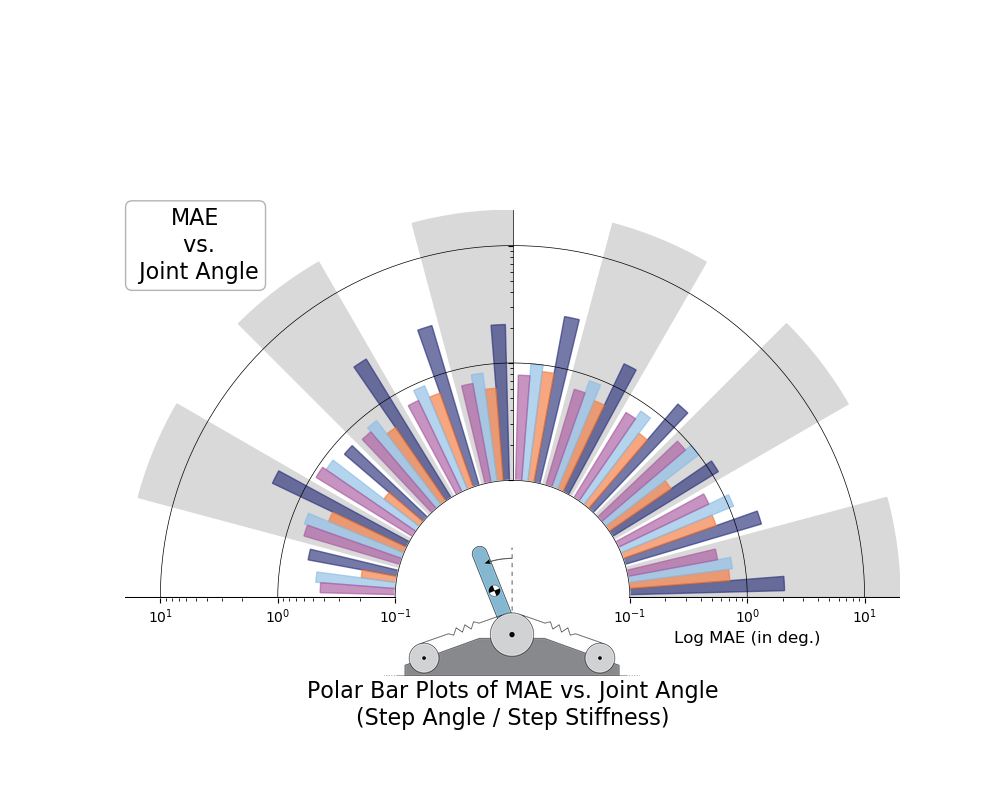 MAE
vs.
Joint Angle
10¹ 10⁰ 10⁻¹ 10⁻¹ 10⁰ 10¹
Log MAE (in deg.)
Polar Bar Plots of MAE vs. Joint Angle
(Step Angle / Step Stiffness)